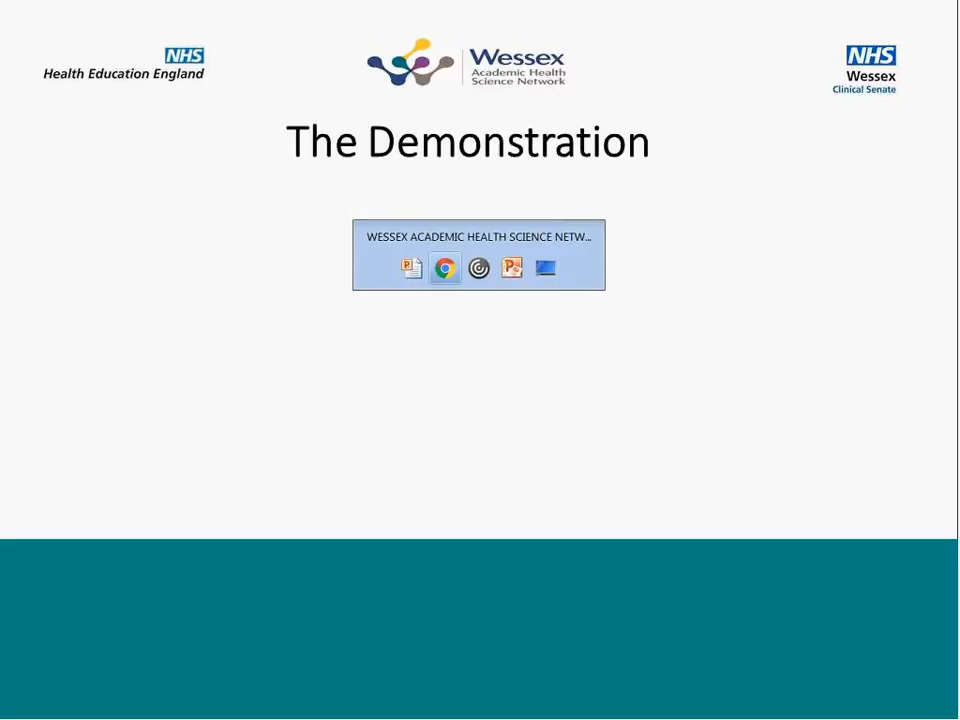 NHS
Health Education England
Wessex
Academic Health
Science Network
NHS
Wessex
Clinical Senate
The Demonstration
WESSEX ACADEMIC HEALTH SCIENCE NETW...